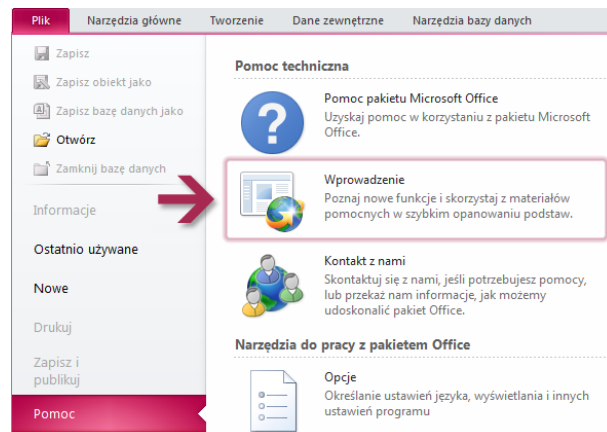 Plik Narzędzia główne Tworzenie Dane zewnętrzne Narzędzia bazy danych
Zapisz
Zapisz obiekt jako
Zapisz bazę danych jako
Otwórz
Zamknij bazę danych
Informacje
Ostatnio używane
Nowe
Drukuj
Zapisz i
publikuj
Pomoc
Pomoc techniczna
Pomoc pakietu Microsoft Office
Uzyskaj pomoc w korzystaniu z pakietu Microsoft
Office.
Wprowadzenie
Poznaj nowe funkcje i skorzystaj z materiałów
pomocnych w szybkim opanowaniu podstaw.
Kontakt z nami
Skontaktuj się z nami, jeśli potrzebujesz pomocy,
lub przekaż nam informacje, jak możemy
udoskonalić pakiet Office.
Narzędzia do pracy z pakietem Office
Opcje
Określanie ustawień języka, wyświetlania i innych
ustawień programu